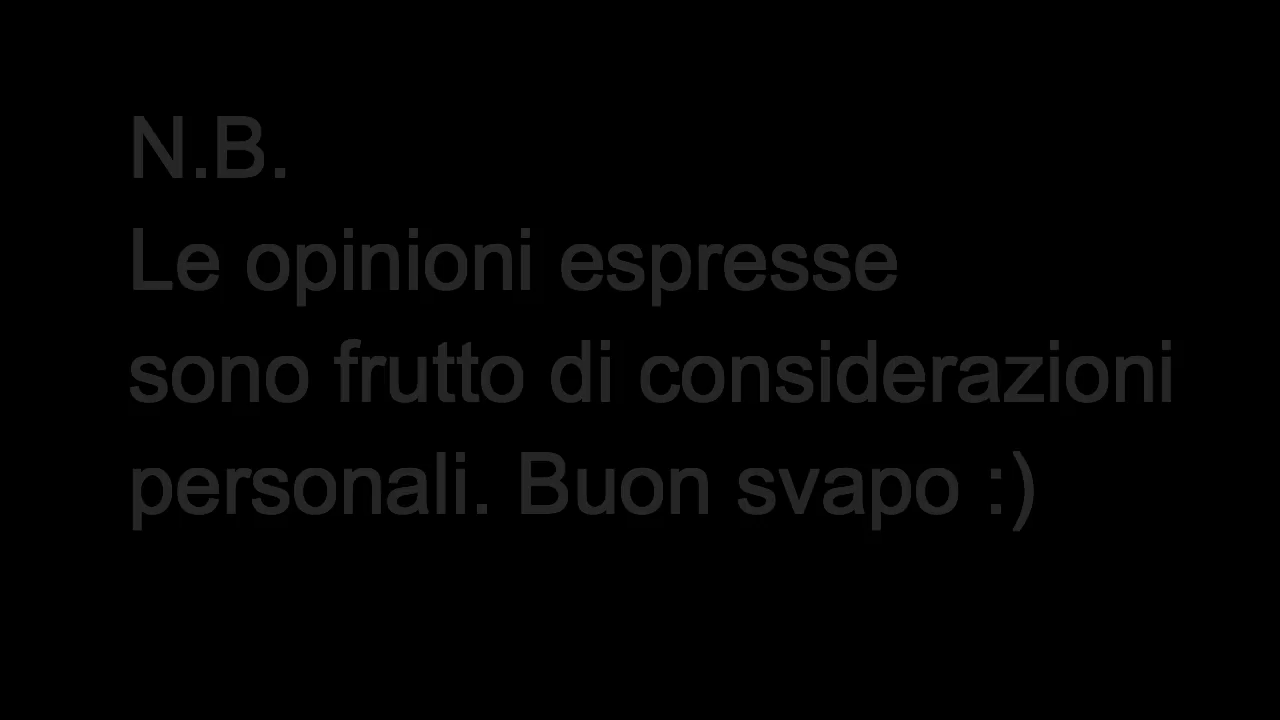 N.B.
Le opinioni espresse
sono frutto di considerazioni
personali. Buon svapo :)